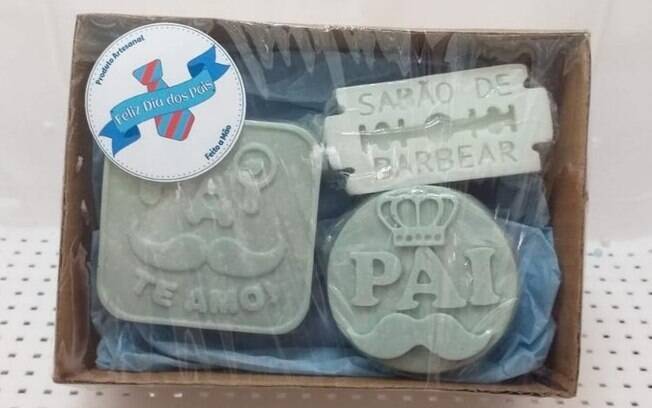 Produto Artesanal
Feliz Dia dos Pais
Feito a Mão
SABÃO DE
BARBEAR
PAI
TE AMO!
PAI